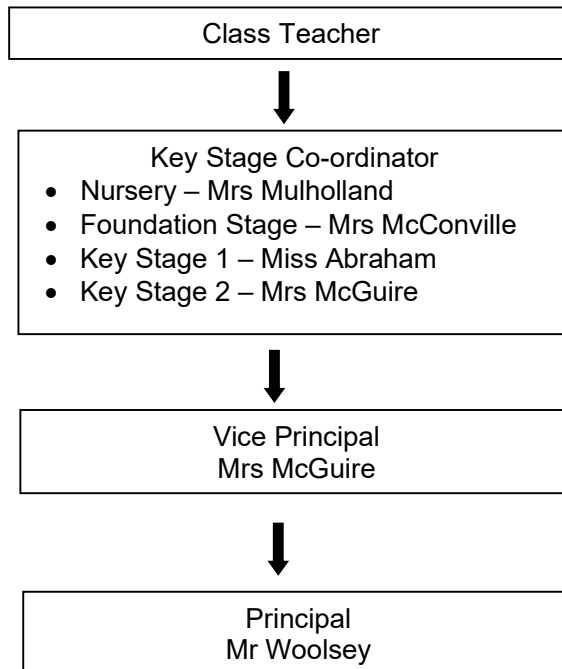 Class Teacher
Key Stage Co-ordinator
• Nursery – Mrs Mulholland
• Foundation Stage – Mrs McConville
• Key Stage 1 – Miss Abraham
• Key Stage 2 – Mrs McGuire
Vice Principal
Mrs McGuire
Principal
Mr Woolsey